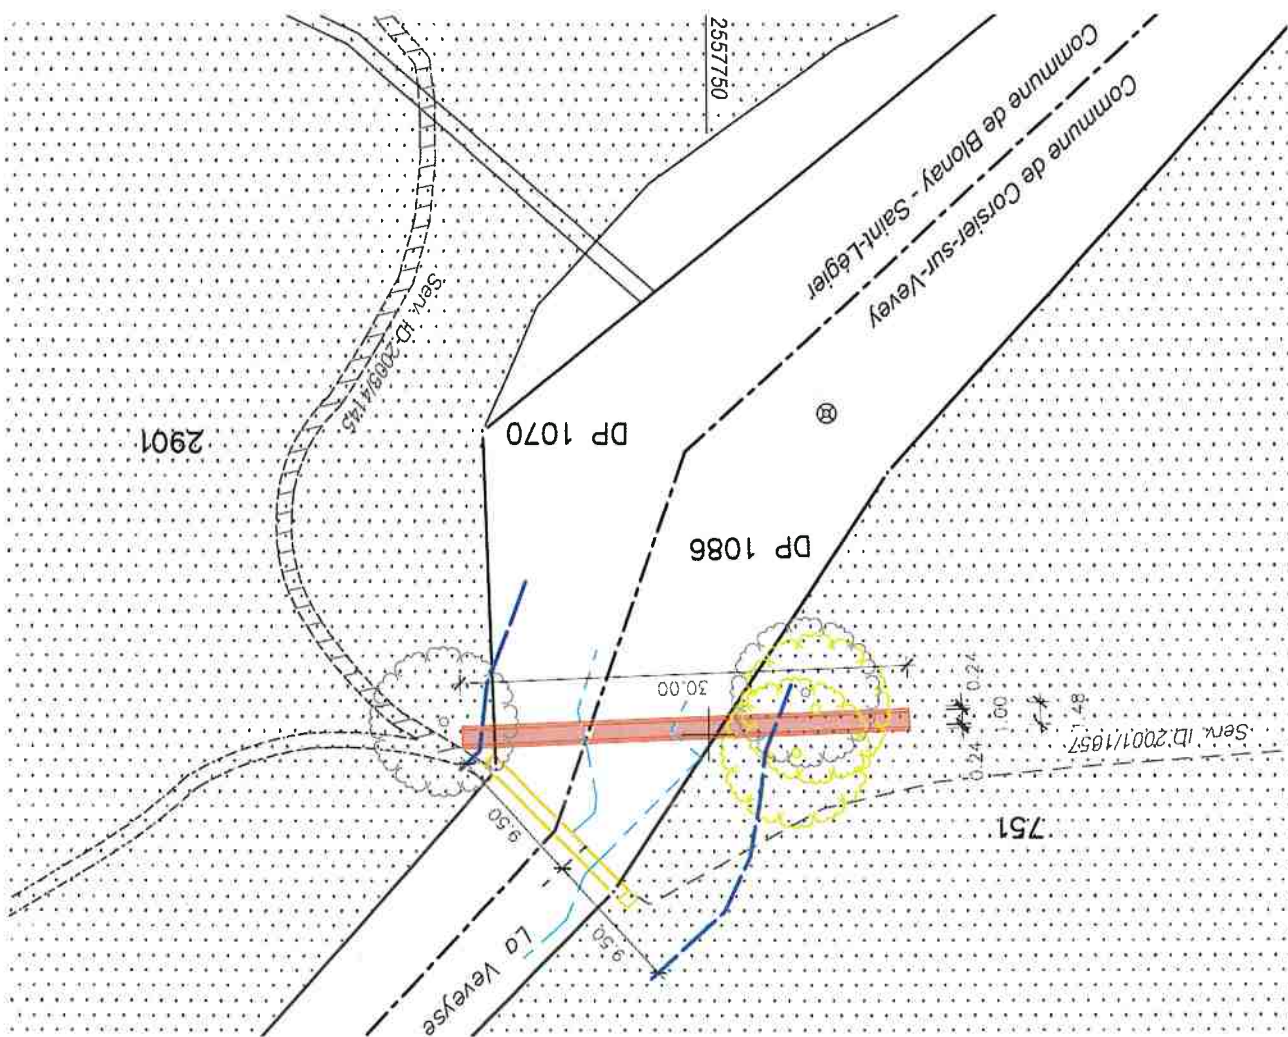 La Veveyse
9.50
9.50
751
Serv. ID.2001/1657
0.24
1.00
1.48
0.24
30.00
DP 1086
DP 1070
2901
Serv. ID.2003/4145
Commune de Corsier-sur-Vevey
Commune de Blonay - Saint-Légier
2557750